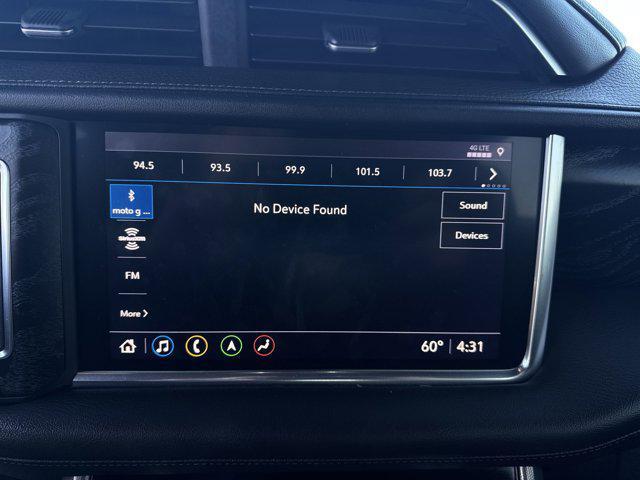 4G LTE
94.5 93.5 99.9 101.5 103.7
moto g ...
No Device Found
Sound
SiriusXM
Devices
FM
More
60° 4:31